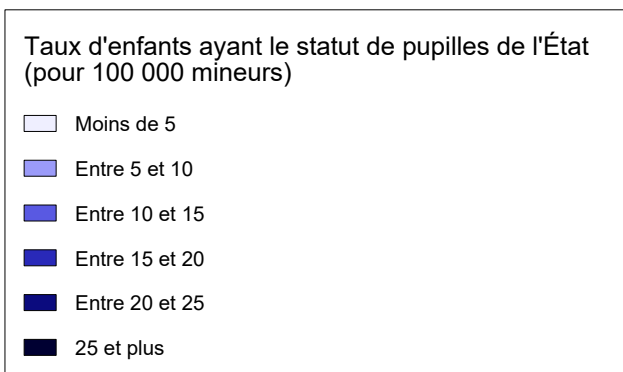 Taux d'enfants ayant le statut de pupilles de l'État
(pour 100 000 mineurs)
Moins de 5
Entre 5 et 10
Entre 10 et 15
Entre 15 et 20
Entre 20 et 25
25 et plus